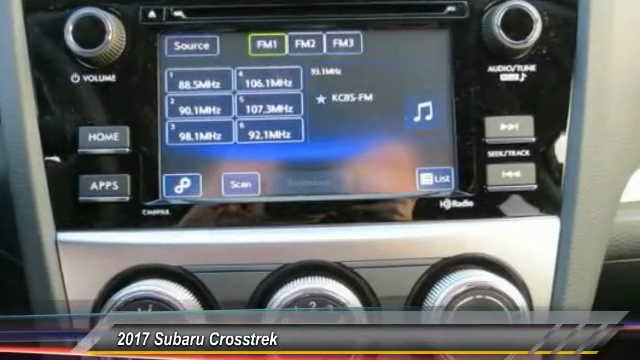 Source FM1 FM2 FM3
1 88.5MHz 4 106.1MHz 93.1MHz
2 90.1MHz 5 107.3MHz KCBS-FM
3 98.1MHz 6 92.1MHz
Scan List
VOLUME
HOME
APPS
AUDIO/TUNE
SEEK/TRACK
HD Radio
2
2017 Subaru Crosstrek